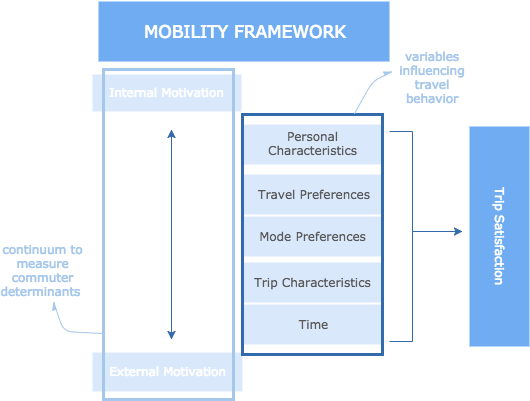 MOBILITY FRAMEWORK
variables
influencing
travel
behavior
Internal Motivation
Personal
Characteristics
Travel Preferences
Mode Preferences
Trip Characteristics
Time
Trip Satisfaction
continuum to
measure
commuter
determinants
External Motivation